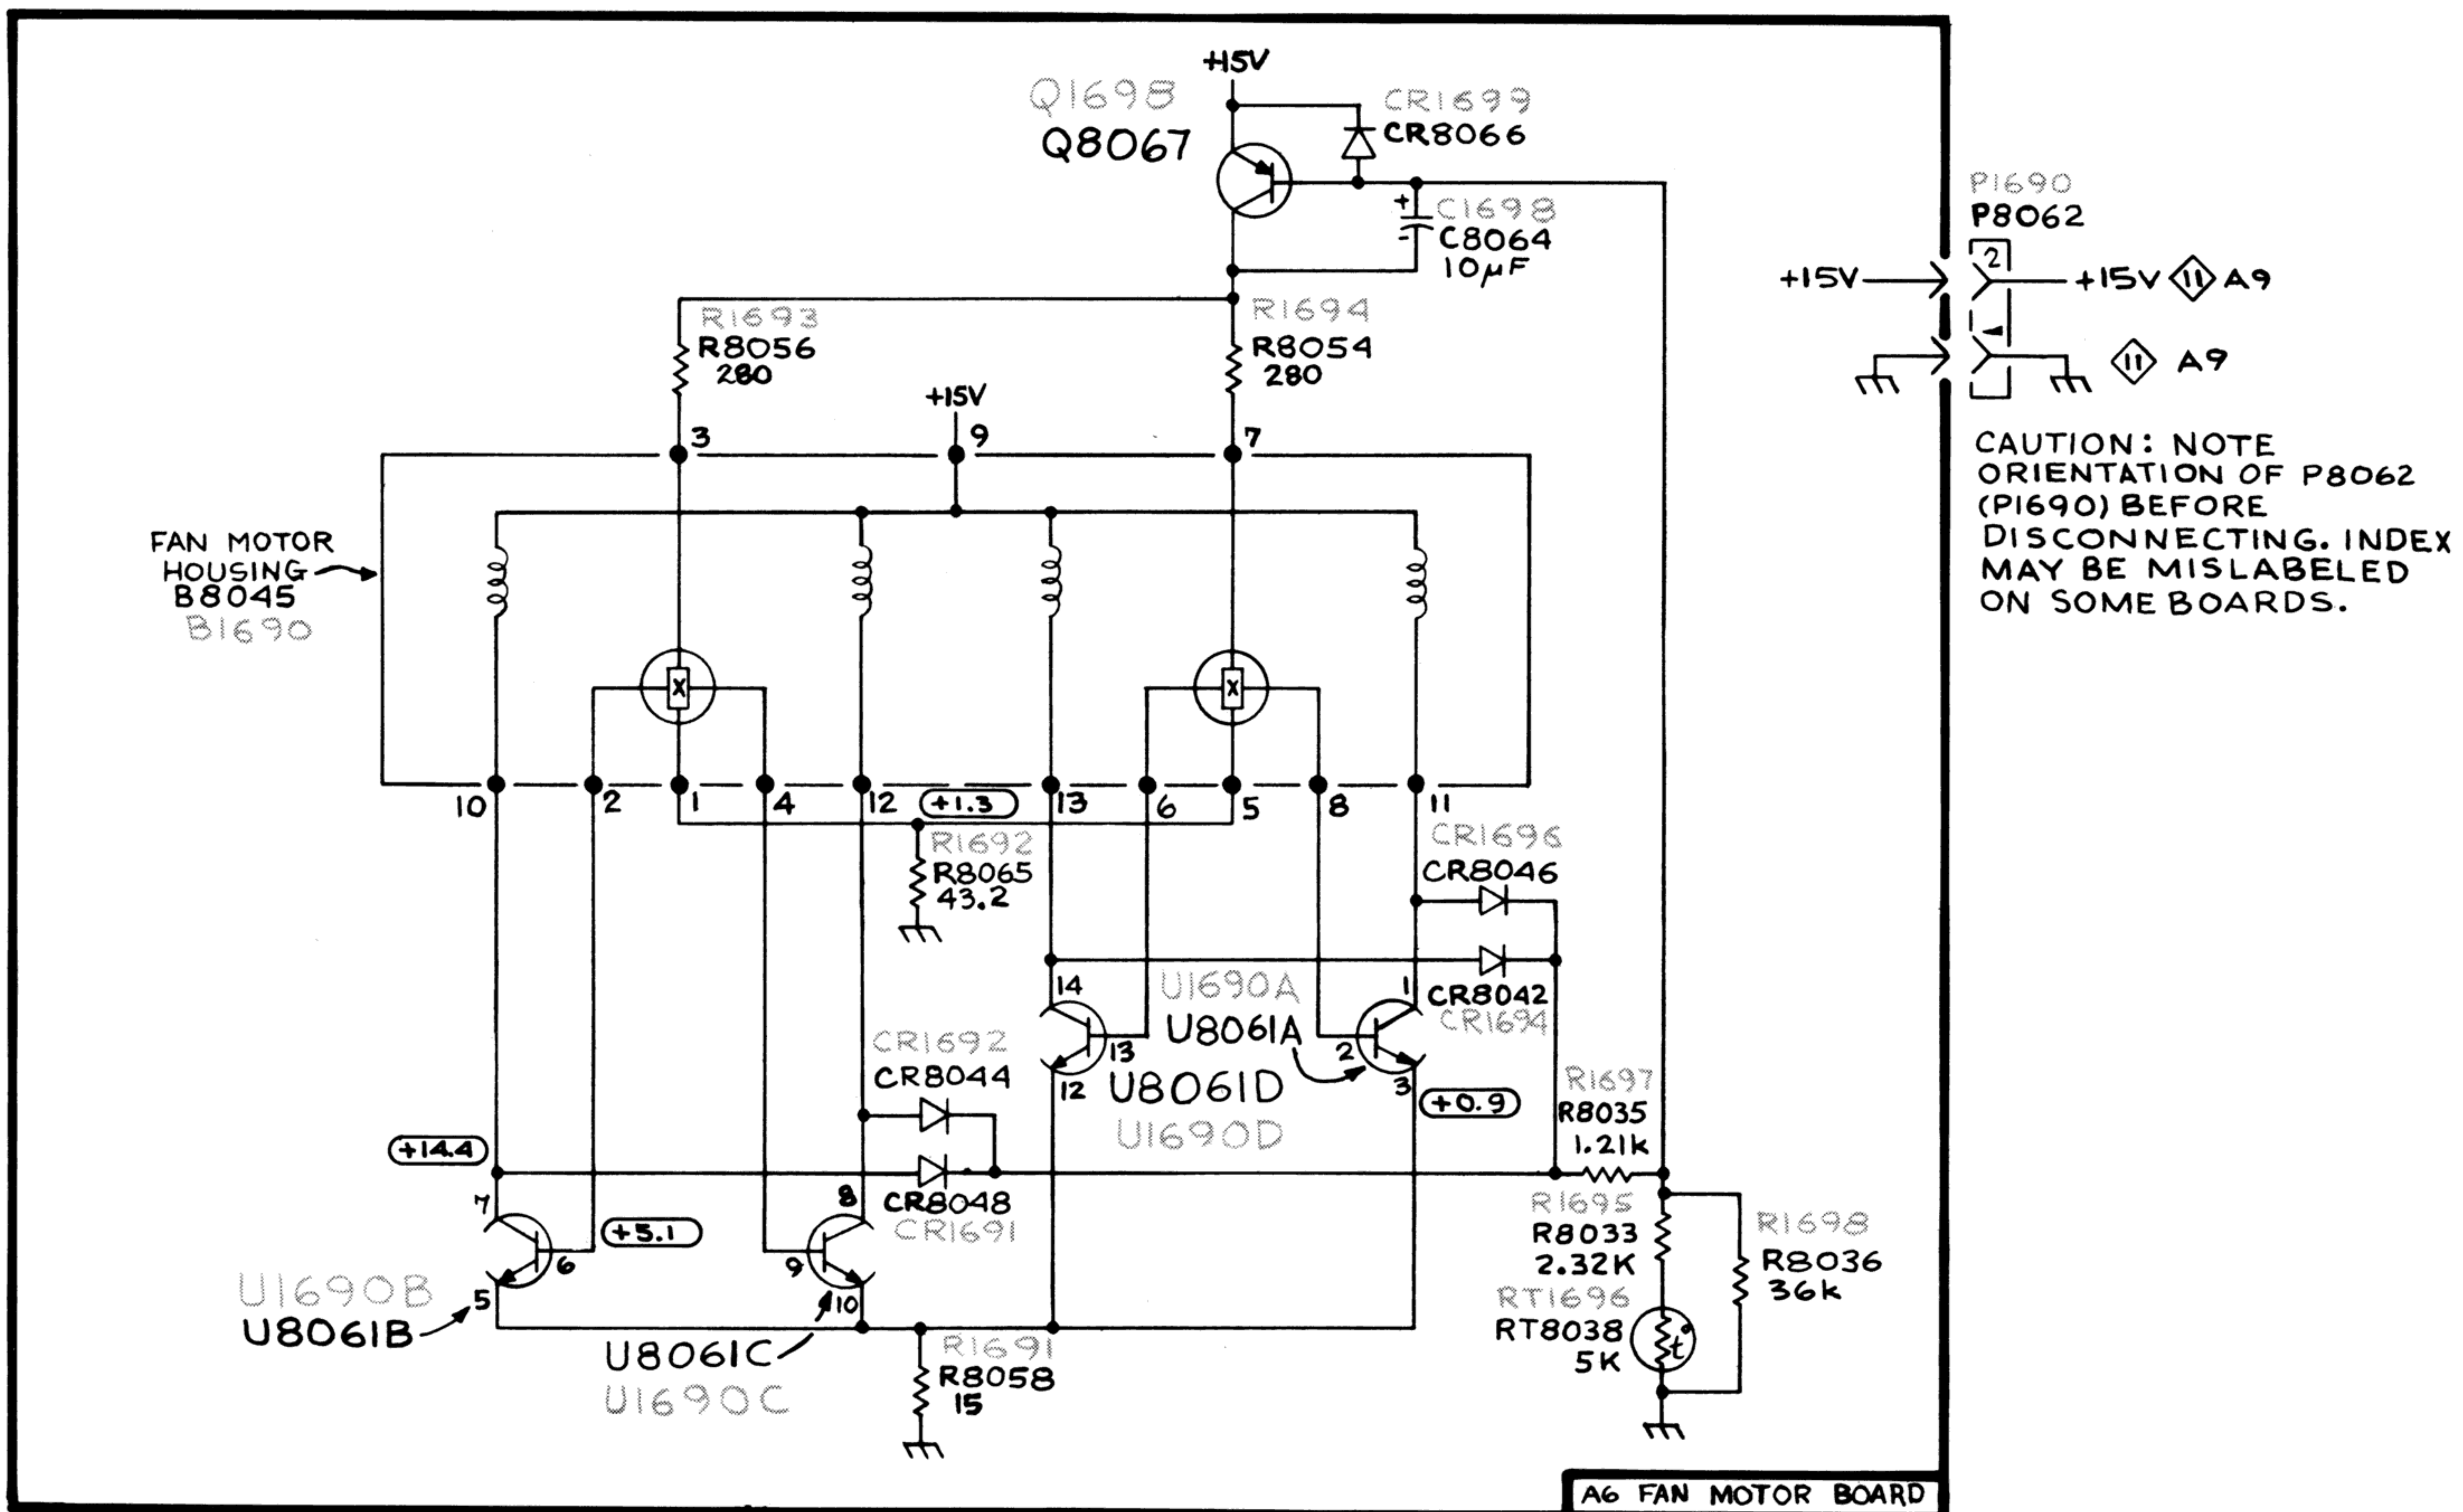 +15V
Q1698
Q8067
CR1699
CR8066
+
C1698
-
C8064
10µF
P1690
P8062
2
+15V
+15V 11 A9
1
11 A9
CAUTION: NOTE
ORIENTATION OF P8062
(P1690) BEFORE
DISCONNECTING. INDEX
MAY BE MISLABELED
ON SOME BOARDS.
R1693
R8056
280
R1694
R8054
280
+15V
3
9
7
FAN MOTOR
HOUSING
B8045
B1690
X
X
10
2
1
4
12
+1.3
13
6
5
8
11
R1692
R8065
43.2
CR1696
CR8046
14
U1690A
U8061A
1
CR8042
CR1694
13
12
U8061D
U1690D
2
3
+0.9
CR1692
CR8044
R1697
R8035
1.21K
+14.4
7
8
CR8048
CR1691
+5.1
6
9
R1695
R8033
2.32K
R1698
R8036
36K
U1690B
U8061B
5
10
U8061C
U1690C
R1691
R8058
15
RT1696
RT8038
5K
t°
A6 FAN MOTOR BOARD